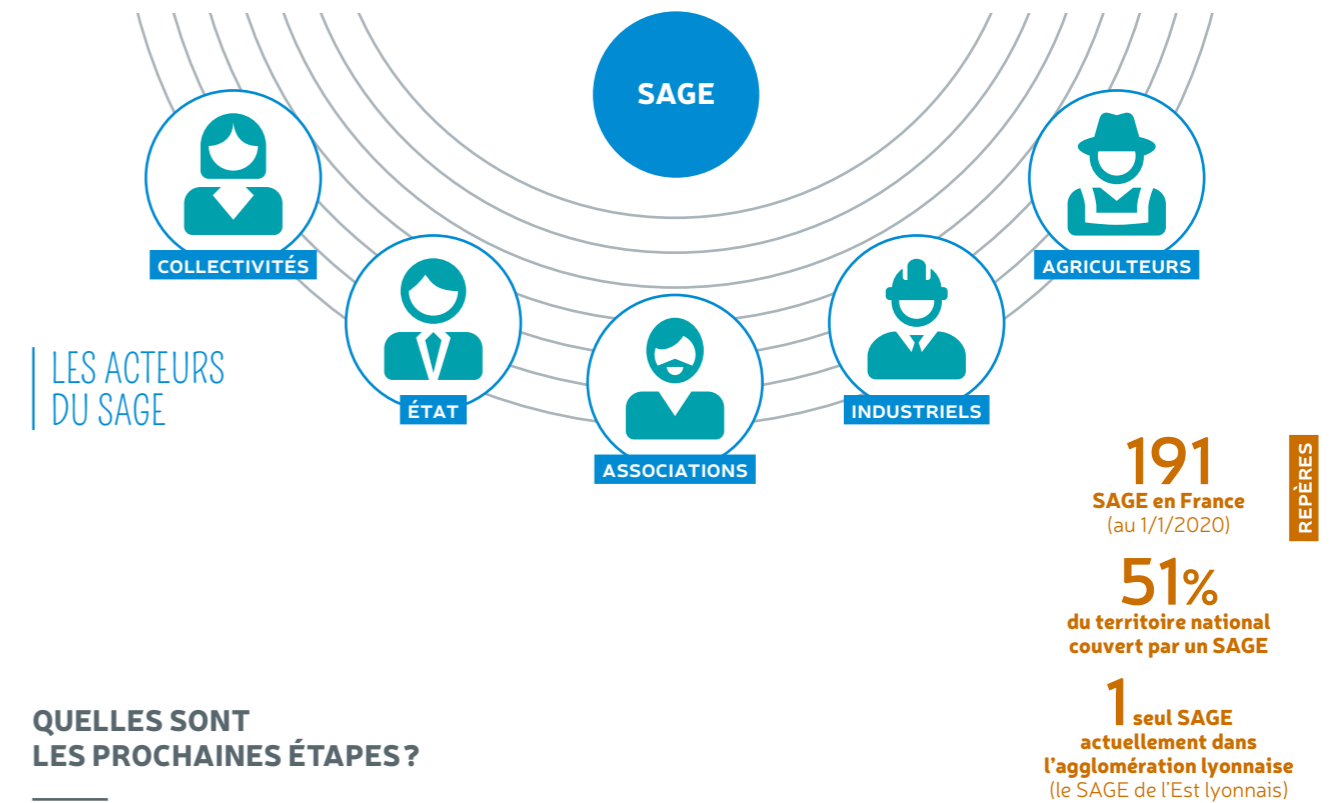 SAGE
COLLECTIVITÉS
AGRICULTEURS
ÉTAT
INDUSTRIELS
ASSOCIATIONS
LES ACTEURS
DU SAGE
REPÈRES
191
SAGE en France
(au 1/1/2020)
51%
du territoire national
couvert par un SAGE
1 seul SAGE
actuellement dans
l'agglomération lyonnaise
(le SAGE de l'Est lyonnais)
QUELLES SONT
LES PROCHAINES ÉTAPES ?